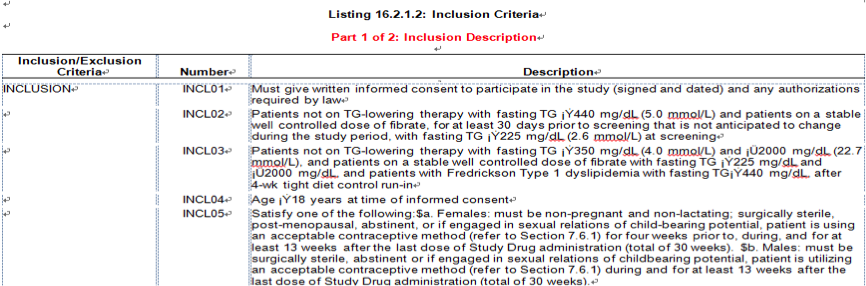 Listing 16.2.1.2: Inclusion Criteria
Part 1 of 2: Inclusion Description
Inclusion/Exclusion
Criteria Number Description
INCLUSION INCL01 Must give written informed consent to participate in the study (signed and dated) and any authorizations
required by law
INCL02 Patients not on TG-lowering therapy with fasting TG ¡Ý440 mg/dL (5.0 mmol/L) and patients on a stable
well controlled dose of fibrate, for at least 30 days prior to screening that is not anticipated to change
during the study period, with fasting TG ¡Ý225 mg/dL (2.6 mmol/L) at screening
INCL03 Patients not on TG-lowering therapy with fasting TG ¡Ý350 mg/dL (4.0 mmol/L) and ¡Ü2000 mg/dL (22.7
mmol/L), and patients on a stable well controlled dose of fibrate with fasting TG ¡Ý225 mg/dL and
¡Ü2000 mg/dL, and patients with Fredrickson Type 1 dyslipidemia with fasting TG¡Ý440 mg/dL, after
4-wk tight diet control run-in
INCL04 Age ¡Ý18 years at time of informed consent
INCL05 Satisfy one of the following:$a. Females: must be non-pregnant and non-lactating; surgically sterile,
post-menopausal, abstinent, or if engaged in sexual relations of child-bearing potential, patient is using
an acceptable contraceptive method (refer to Section 7.6.1) for four weeks prior to, during, and for at
least 13 weeks after the last dose of Study Drug administration (total of 30 weeks). $b. Males: must be
surgically sterile, abstinent or if engaged in sexual relations of childbearing potential, patient is utilizing
an acceptable contraceptive method (refer to Section 7.6.1) during and for at least 13 weeks after the
last dose of Study Drug administration (total of 30 weeks).